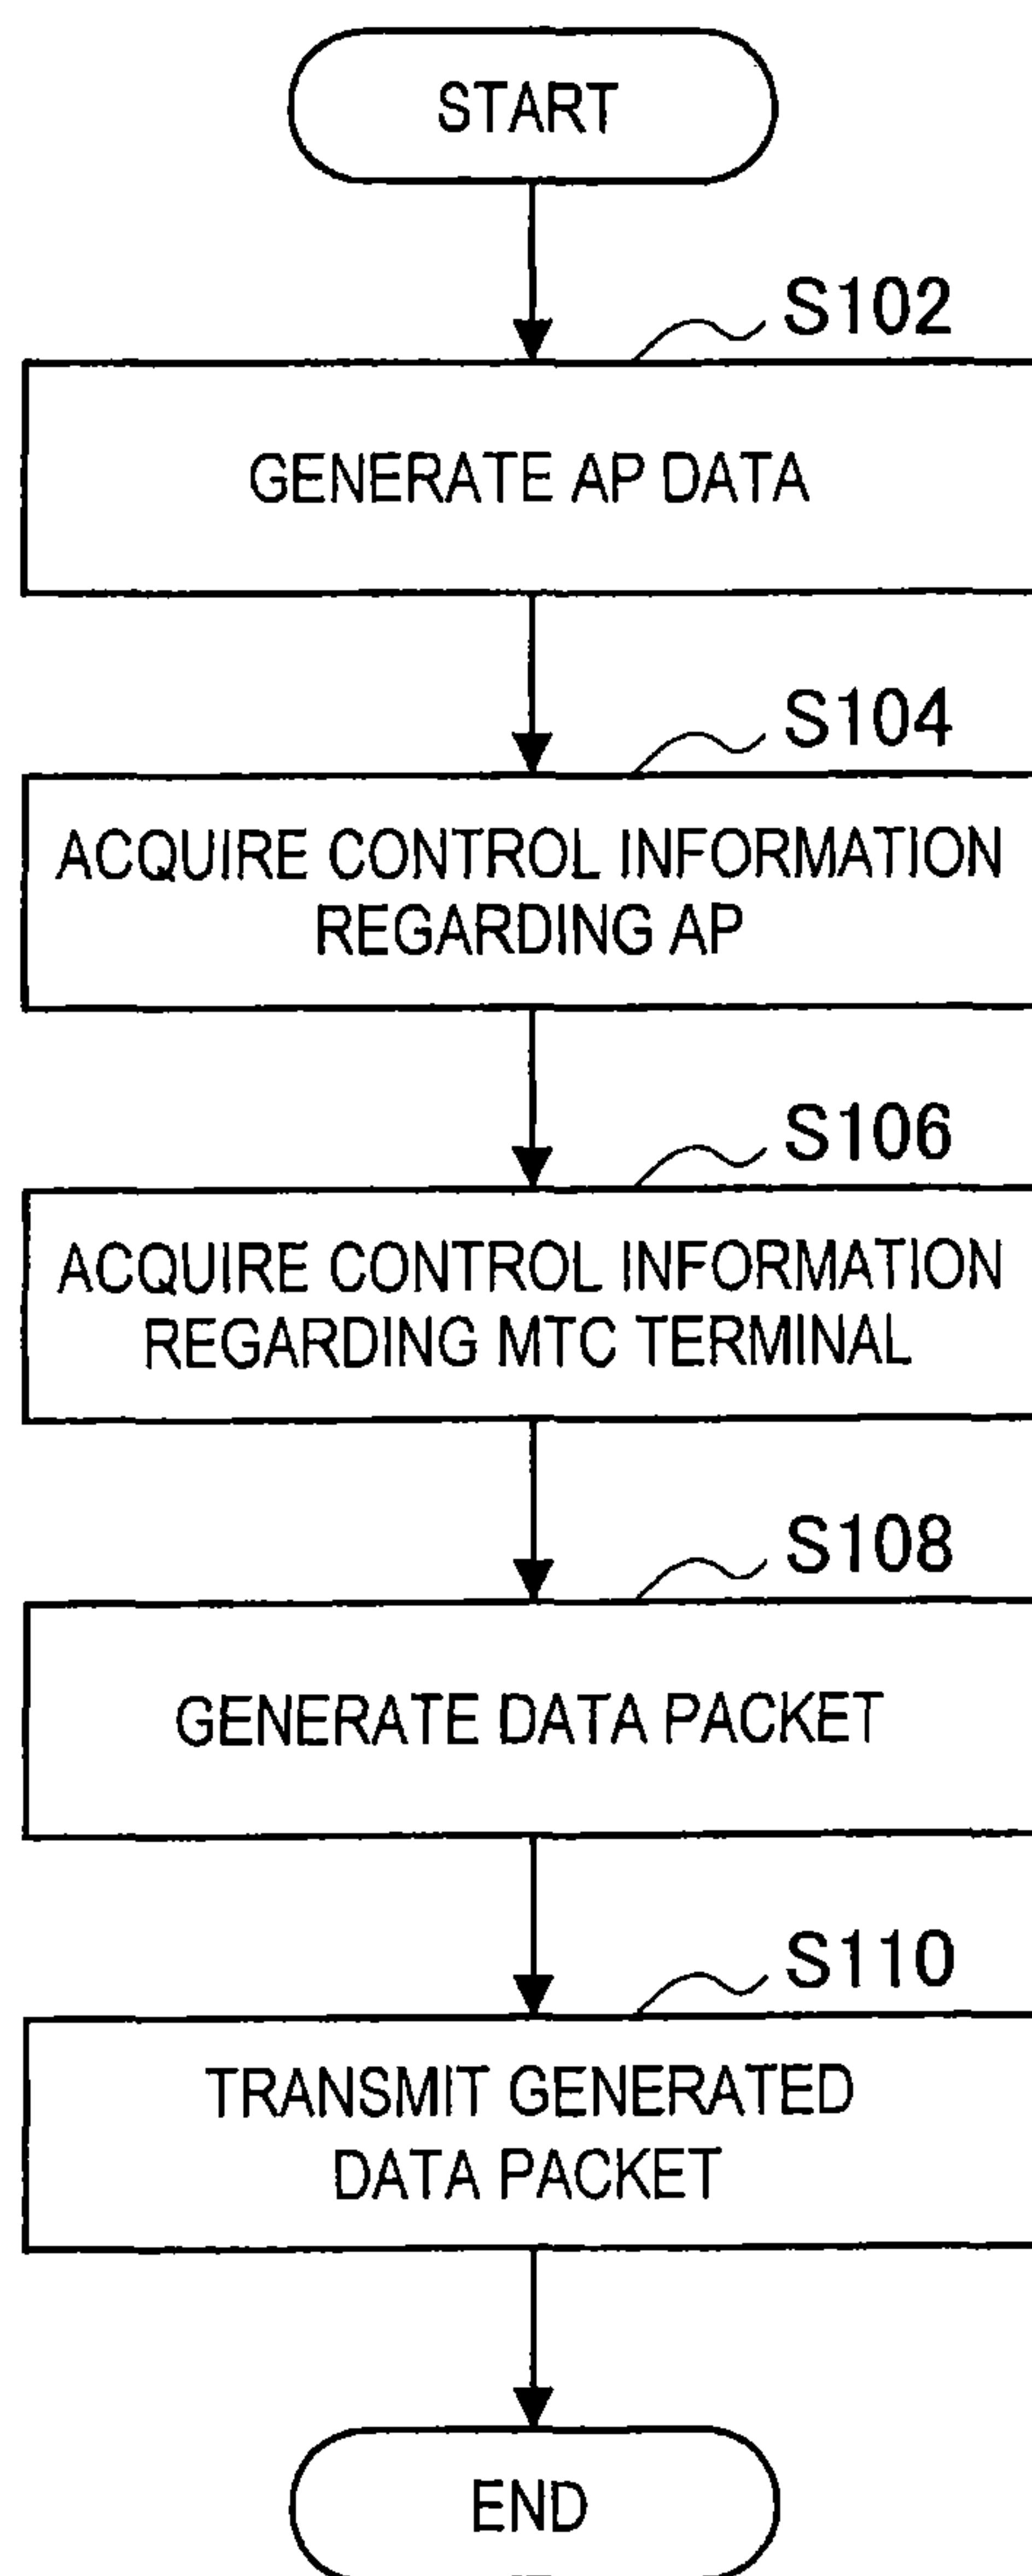 START
S102
GENERATE AP DATA
S104
ACQUIRE CONTROL INFORMATION
REGARDING AP
S106
ACQUIRE CONTROL INFORMATION
REGARDING MTC TERMINAL
S108
GENERATE DATA PACKET
S110
TRANSMIT GENERATED
DATA PACKET
END